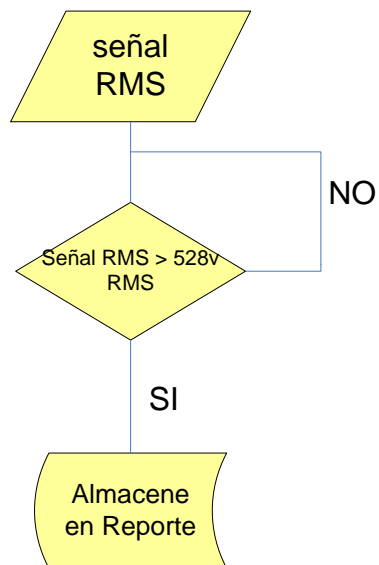 señal
RMS
NO
Señal RMS > 528v
RMS
SI
Almacene
en Reporte